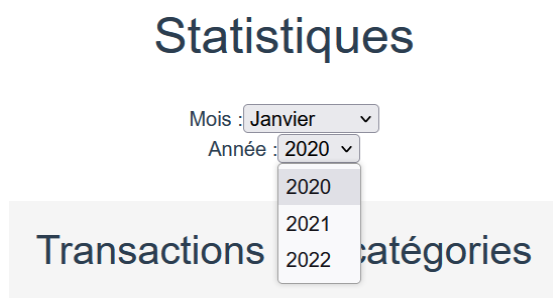 Statistiques
Mois : Janvier
Année : 2020
2020
2021
2022
Transactions catégories